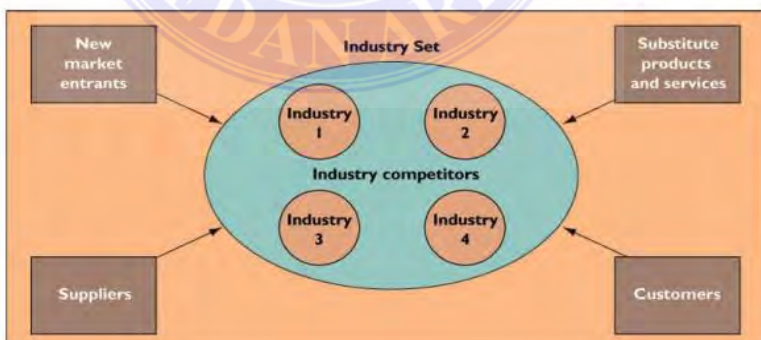 New
market
entrants
Industry Set
Substitute
products
and services
Industry
1
Industry
2
Industry competitors
Industry
3
Industry
4
Suppliers
Customers